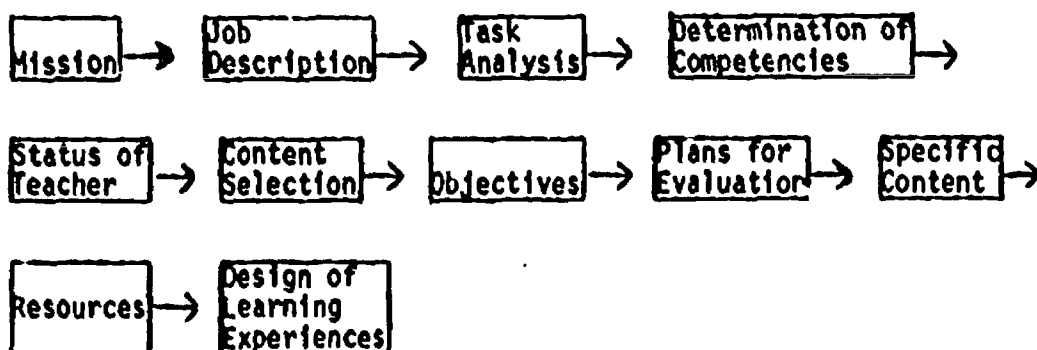 Mission
Job
Description
Task
Analysis
Determination of
Competencies
Status of
Teacher
Content
Selection
Objectives
Plans for
Evaluation
Specific
Content
Resources
Design of
Learning
Experiences